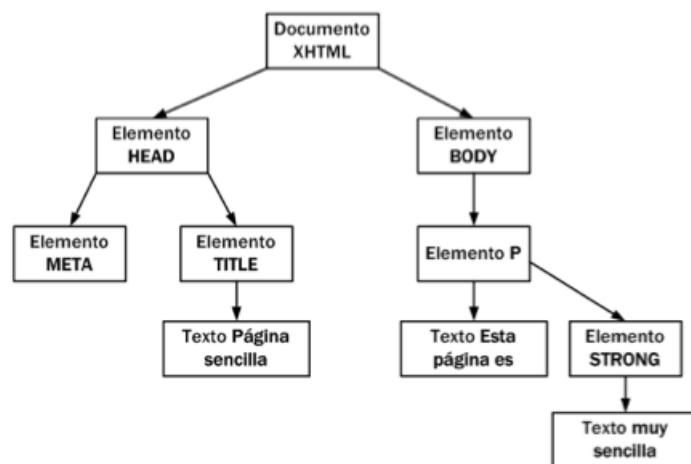 Documento
XHTML
Elemento
HEAD
Elemento
BODY
Elemento
META
Elemento
TITLE
Elemento P
Texto Página
sencilla
Texto Esta
página es
Elemento
STRONG
Texto muy
sencilla